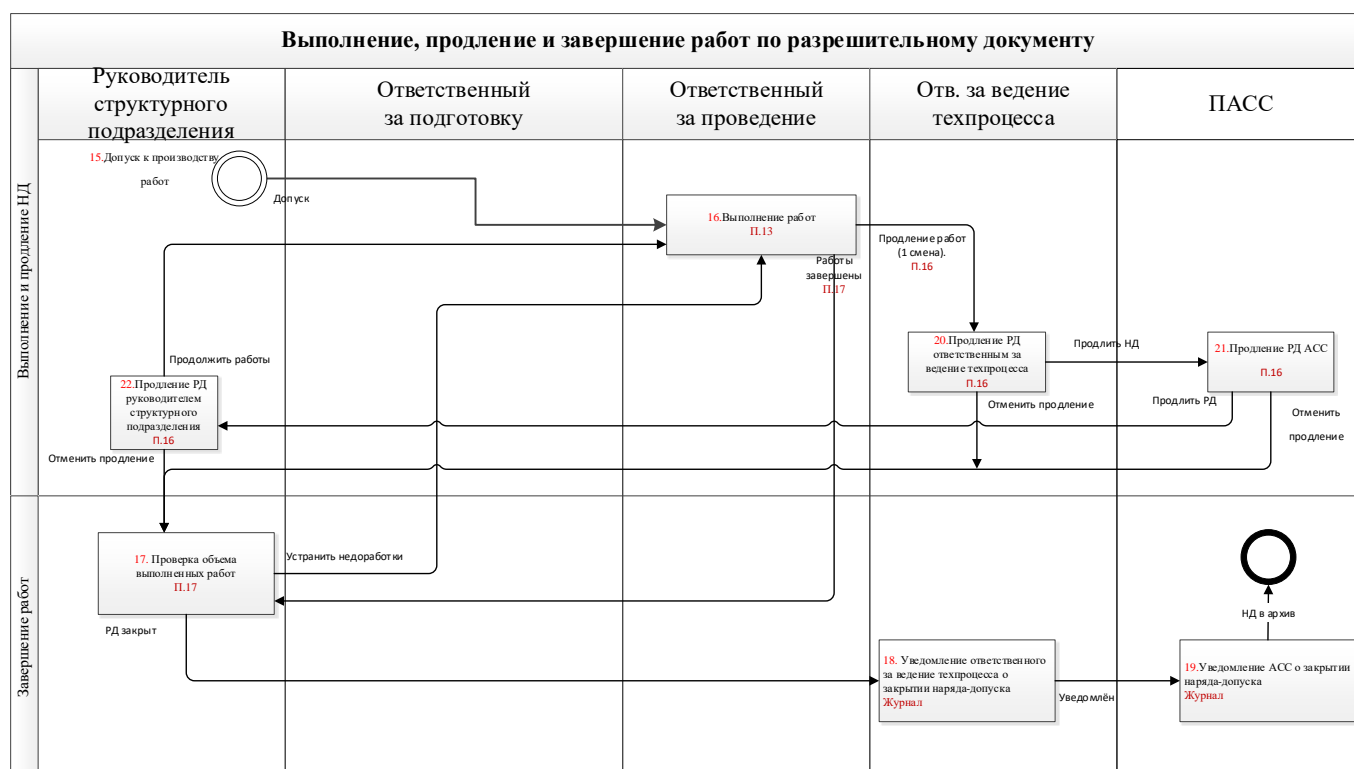 Выполнение, продление и завершение работ по разрешительному документу
Руководитель
структурного
подразделения
Ответственный
за подготовку
Ответственный
за проведение
Отв. за ведение
техпроцесса
ПАСС
Выполнение и продление НД
15.Допуск к производству
работ
Допуск
16.Выполнение работ
П.13
Продление работ
(1 смена).
П.16
Работы
завершены
П.17
20.Продление РД
ответственным за
ведение техпроцесса
П.16
Продлить НД
21.Продление РД АСС
П.16
Продолжить работы
22.Продление РД
руководителем
структурного
подразделения
П.16
Отменить продление
Продлить РД
Отменить
продление
Отменить продление
Завершение работ
17. Проверка объема
выполненных работ
П.17
Устранить недоработки
РД закрыт
НД в архив
18. Уведомление ответственного
за ведение техпроцесса о
закрытии наряда-допуска
Журнал
Уведомлён
19.Уведомление АСС о закрытии
наряда-допуска
Журнал